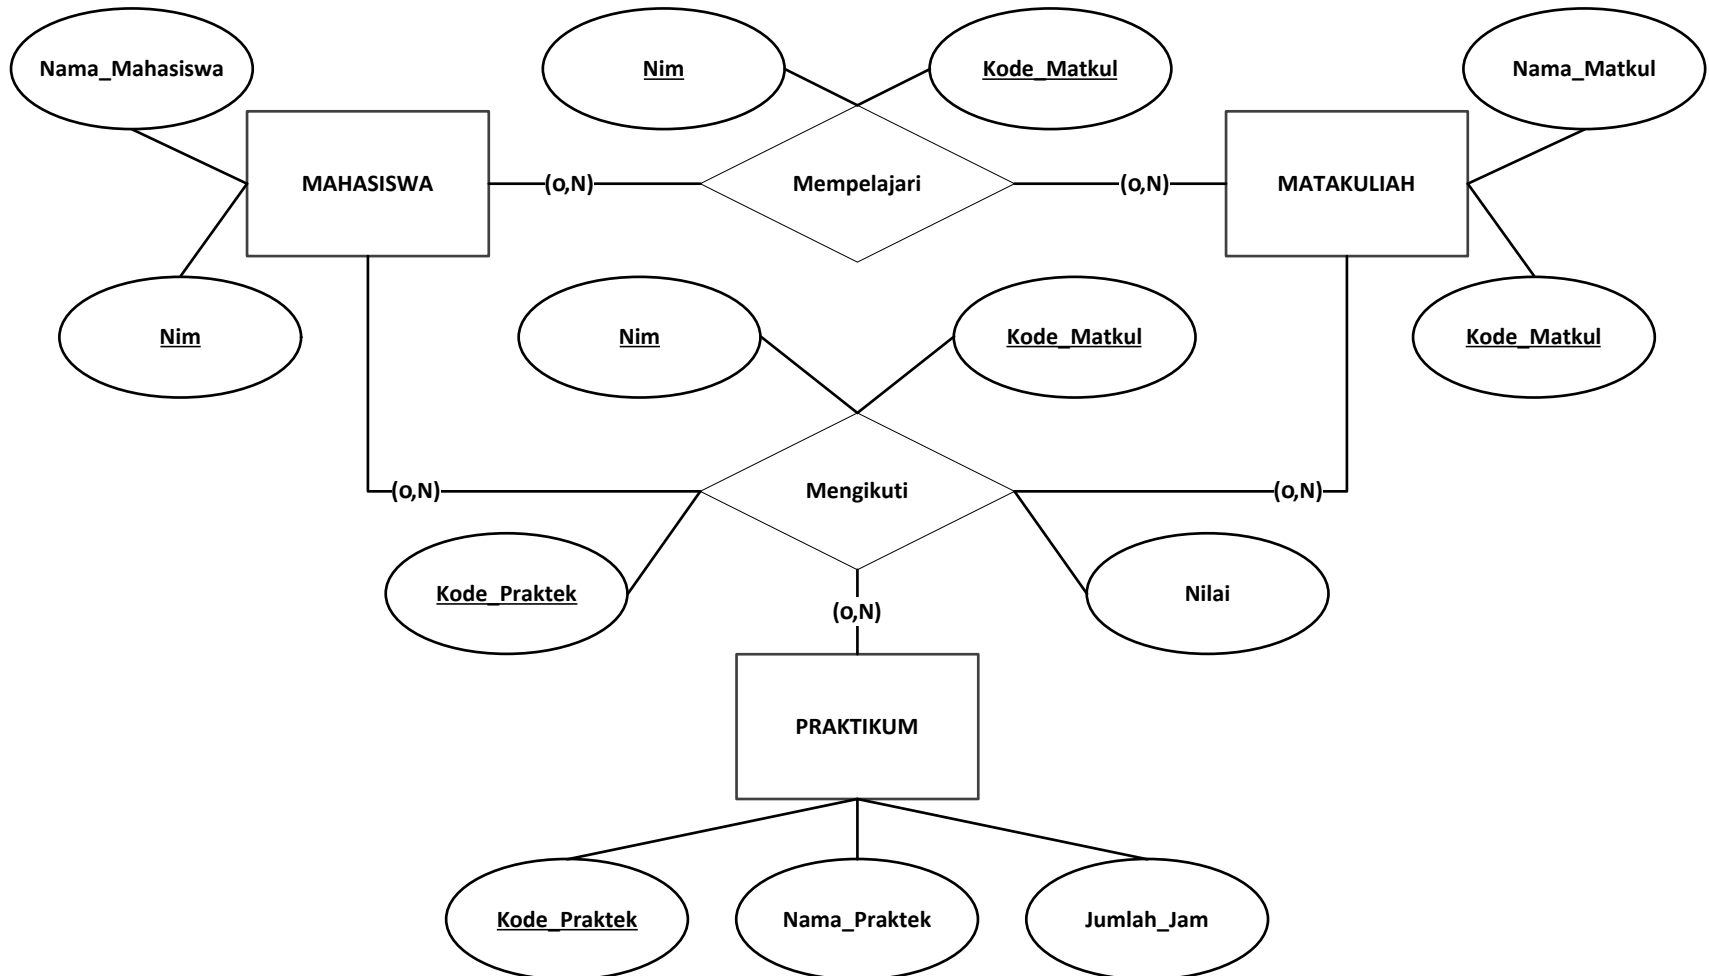 Nama_Mahasiswa
Nim
Kode_Matkul
Nama_Matkul
MAHASISWA
(0,N)
Mempelajari
(0,N)
MATAKULIAH
Nim
Nim
Kode_Matkul
Kode_Matkul
(0,N)
Mengikuti
(0,N)
Kode_Praktek
Nilai
(0,N)
PRAKTIKUM
Kode_Praktek
Nama_Praktek
Jumlah_Jam